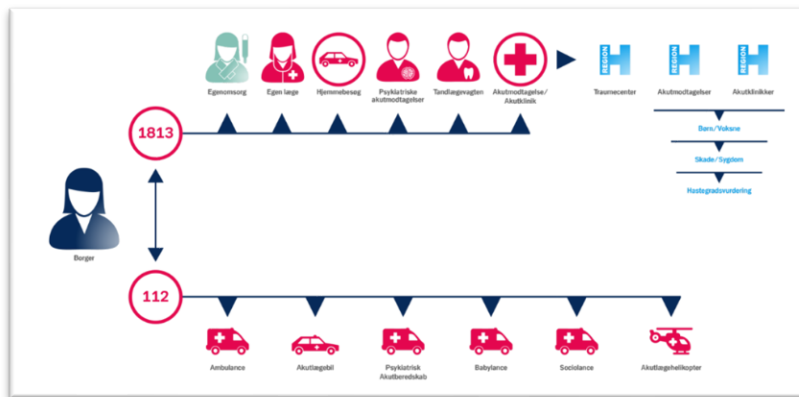 Egenomsorg
Egen læge
Hjemmebesøg
Psykiatriske
akutmodtagelser
Tandlægevagten
Akutmodtagelse/
Akutklinik
REGION H
Traumecenter
REGION H
Akutmodtagelser
REGION H
Akutklinikker
Børn/Voksne
Skade/Sygdom
Hastegradsvurdering
1813
Borger
112
Ambulance
Akutlægebil
Psykiatrisk
Akutberedskab
Babylance
Sociolance
Akutlægehelikopter